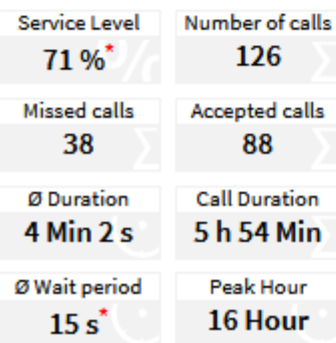 Service Level
Number of calls
71 %*
126
Missed calls
Accepted calls
38
88
Ø Duration
Call Duration
4 Min 2 s
5 h 54 Min
Ø Wait period
Peak Hour
15 s*
16 Hour